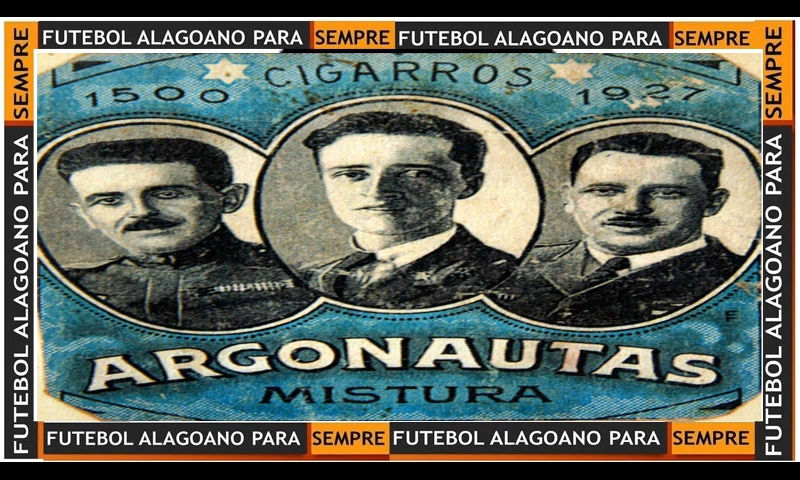 FUTEBOL ALAGOANO PARA SEMPRE FUTEBOL ALAGOANO PARA SEMPRE
FUTEBOL ALAGOANO PARA SEMPRE
CIGARROS
1500 1927
ARGONAUTAS
MISTURA
E
FUTEBOL ALAGOANO PARA SEMPRE
FUTEBOL ALAGOANO PARA SEMPRE FUTEBOL ALAGOANO PARA SEMPRE